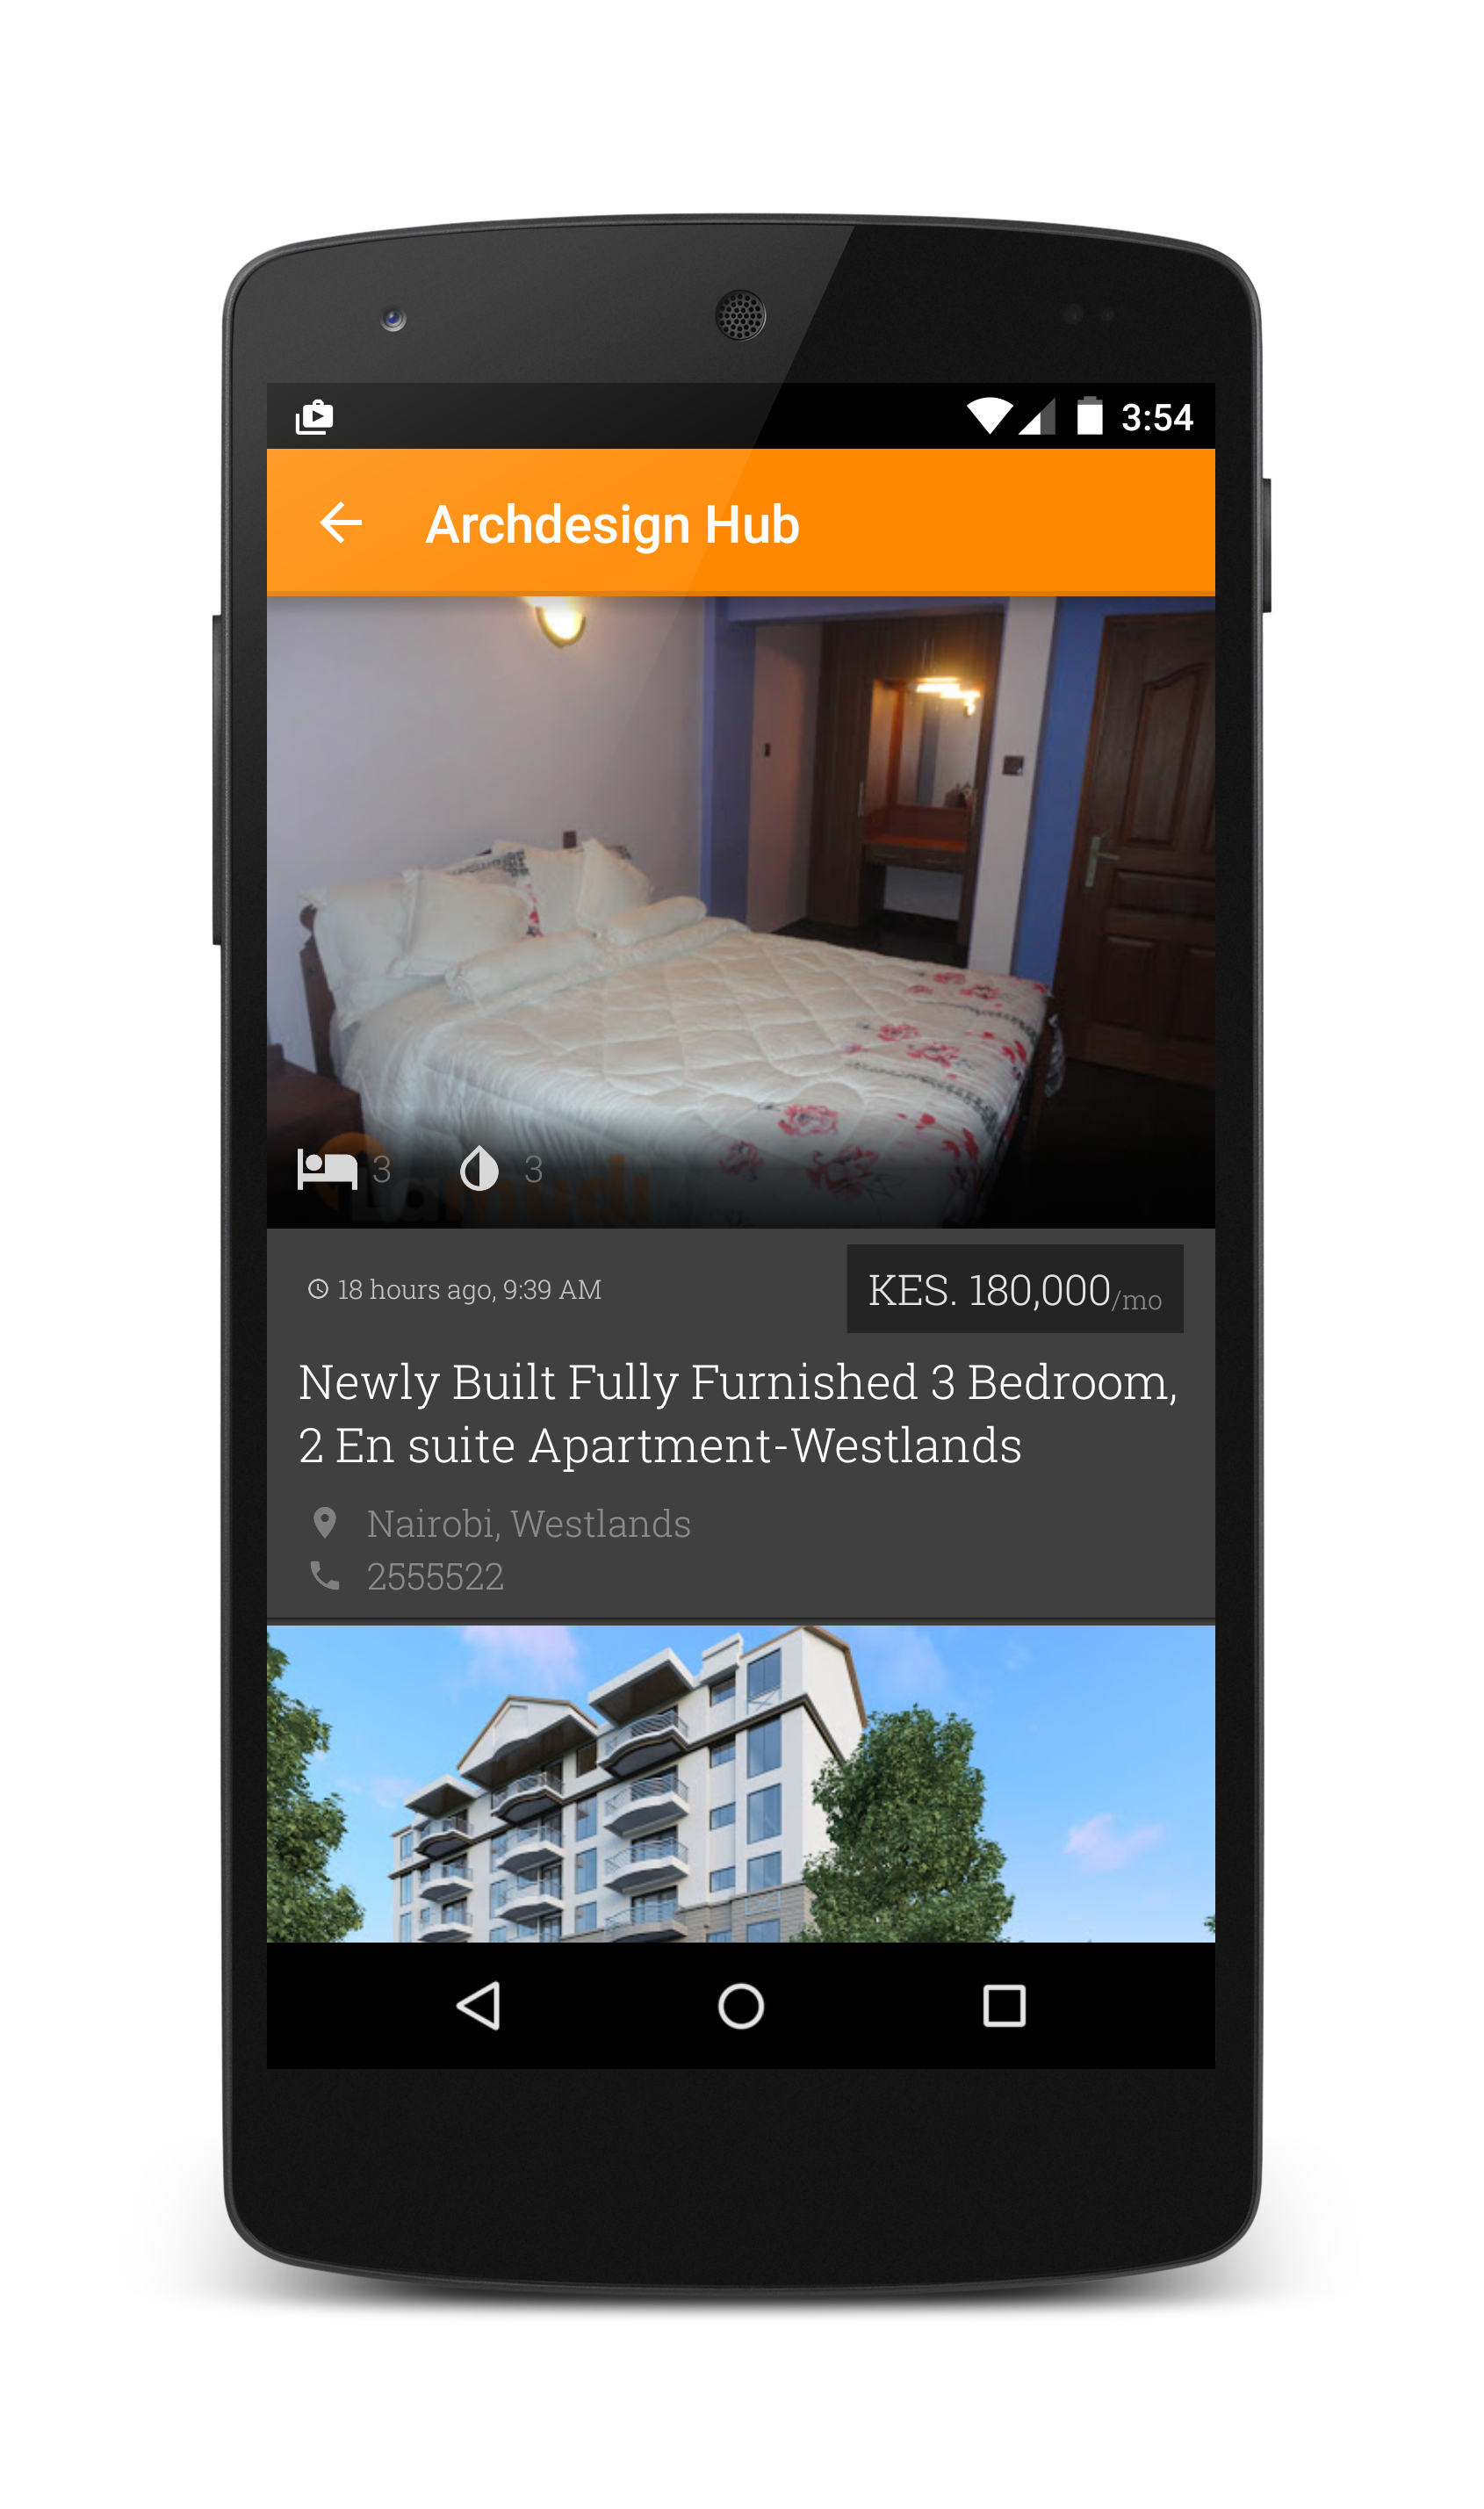 3:54
Archdesign Hub
3 3
Lamudi
18 hours ago, 9:39 AM
KES. 180,000/mo
Newly Built Fully Furnished 3 Bedroom,
2 En suite Apartment-Westlands
Nairobi, Westlands
2555522